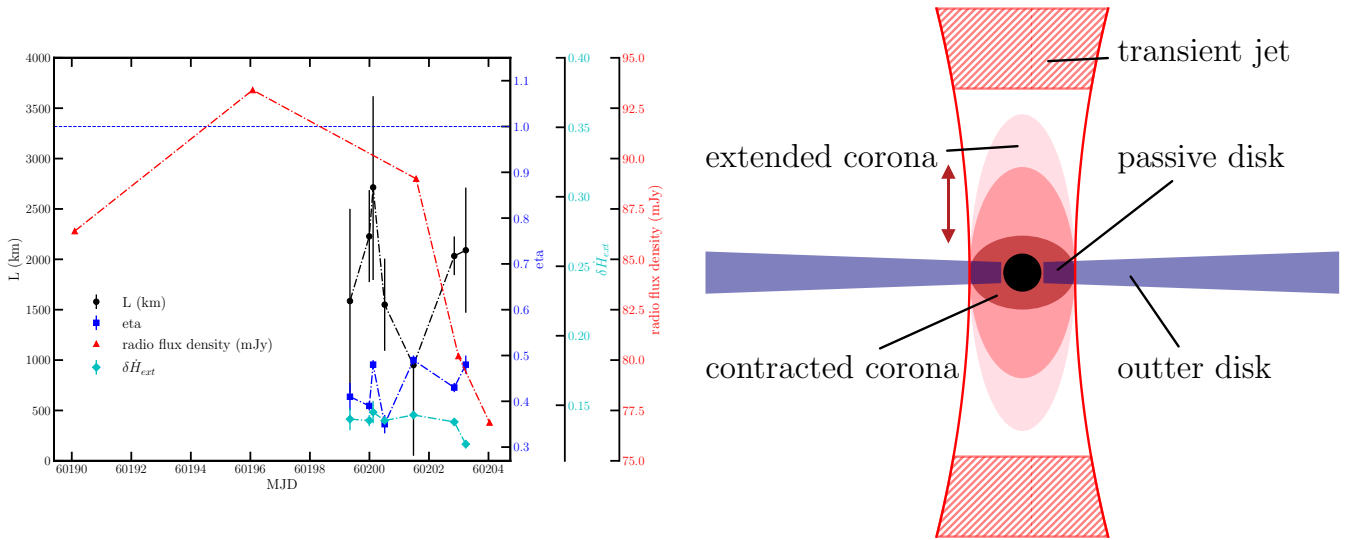 4000
3500
3000
2500
2000
1500
1000
500
0
L (km)
60190 60192 60194 60196 60198 60200 60202 60204
MJD
L (km)
eta
radio flux density (mJy)
δḢ_ext
1.1
1.0
0.9
0.8
0.7
0.6
0.5
0.4
0.3
eta
0.40
0.35
0.30
0.25
0.20
0.15
δḢ_ext
95.0
92.5
90.0
87.5
85.0
82.5
80.0
77.5
75.0
radio flux density (mJy)
transient jet
extended corona
passive disk
contracted corona
outter disk